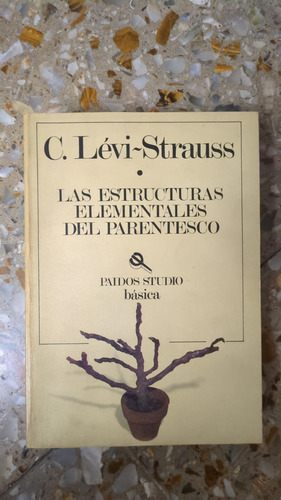 C. Lévi-Strauss
LAS ESTRUCTURAS
ELEMENTALES
DEL PARENTESCO
PAIDOS STUDIO
básica